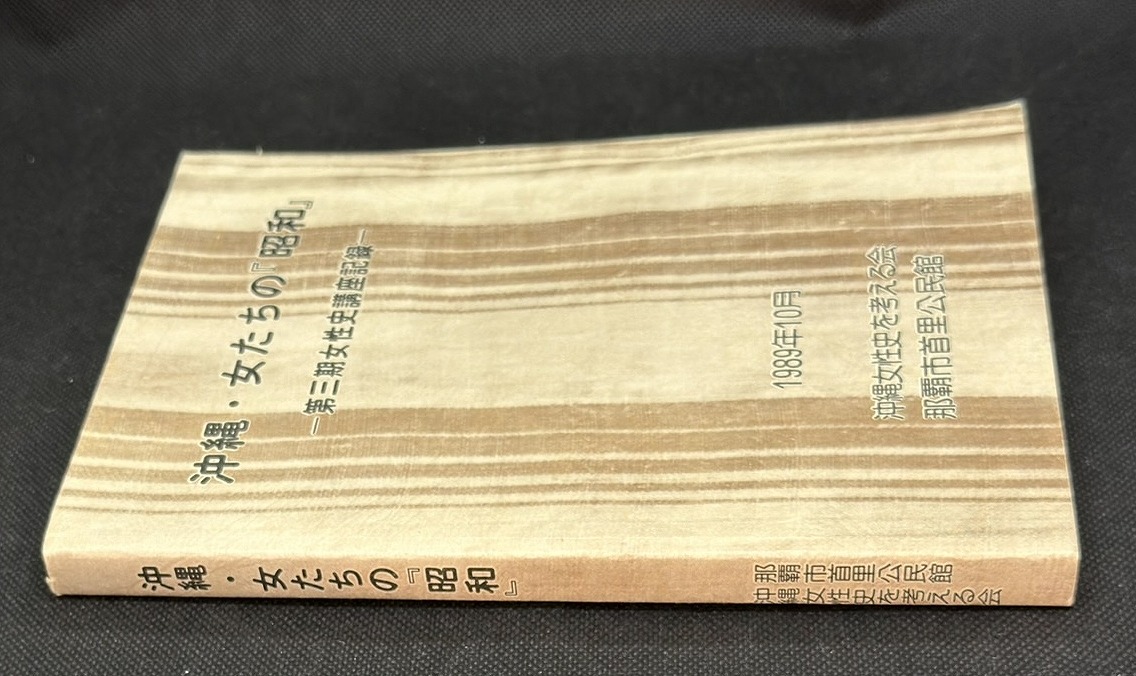 沖縄・女たちの『昭和』
―第三期女性史講座記録―
1989年10月
沖縄女性史を考える会
那覇市首里公民館
沖縄・女たちの『昭和』
那覇市首里公民館
沖縄女性史を考える会